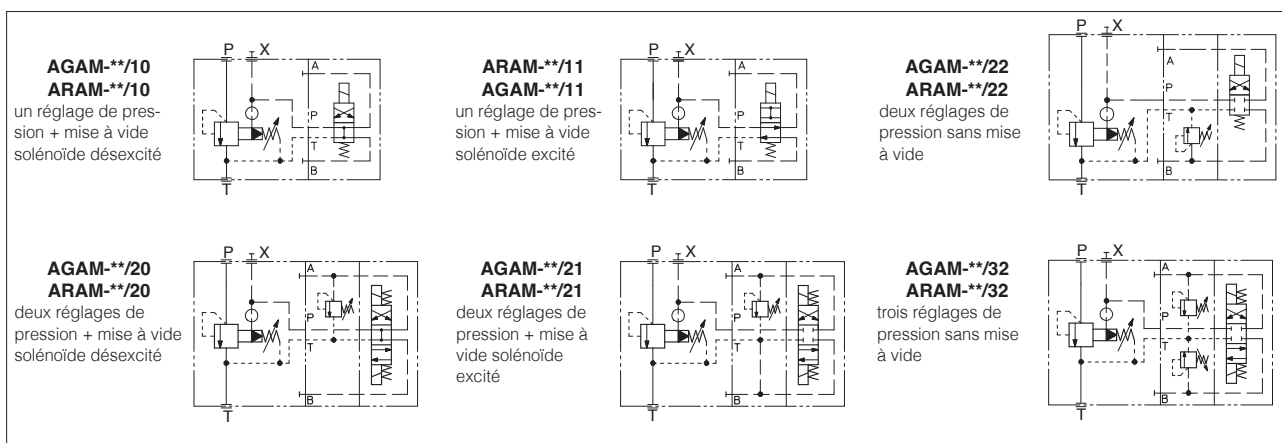 AGAM-**/10
ARAM-**/10
un réglage de pres-
sion + mise à vide
solénoïde désexcité
P
X
A
P
T
B
T
ARAM-**/11
AGAM-**/11
un réglage de pres-
sion + mise à vide
solénoïde excité
P
X
A
P
T
B
T
AGAM-**/22
ARAM-**/22
deux réglages de
pression sans mise
à vide
P
X
A
P
T
B
T
AGAM-**/20
ARAM-**/20
deux réglages de
pression + mise à vide
solénoïde désexcité
P
X
A
P
T
B
T
AGAM-**/21
ARAM-**/21
deux réglages de
pression + mise à
vide solénoïde
excité
P
X
A
P
T
B
T
AGAM-**/32
ARAM-**/32
trois réglages de
pression sans mise
à vide
P
X
A
P
T
B
T